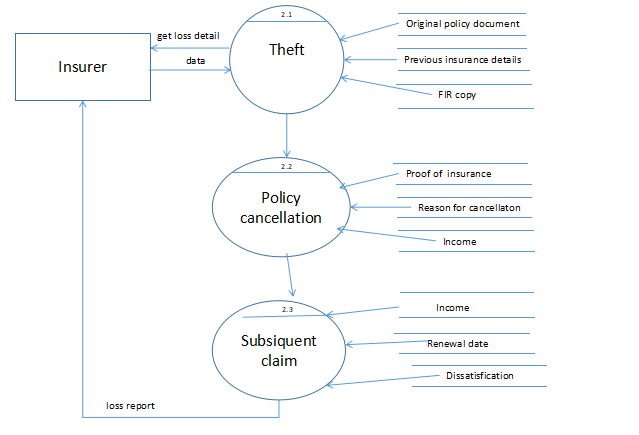 2.1
Original policy document
get loss detail
Theft
Insurer
data
Previous insurance details
FIR copy
2.2
Proof of insurance
Policy
cancellation
Reason for cancellaton
Income
2.3
Income
Subsiquent
claim
Renewal date
Dissatisfication
loss report